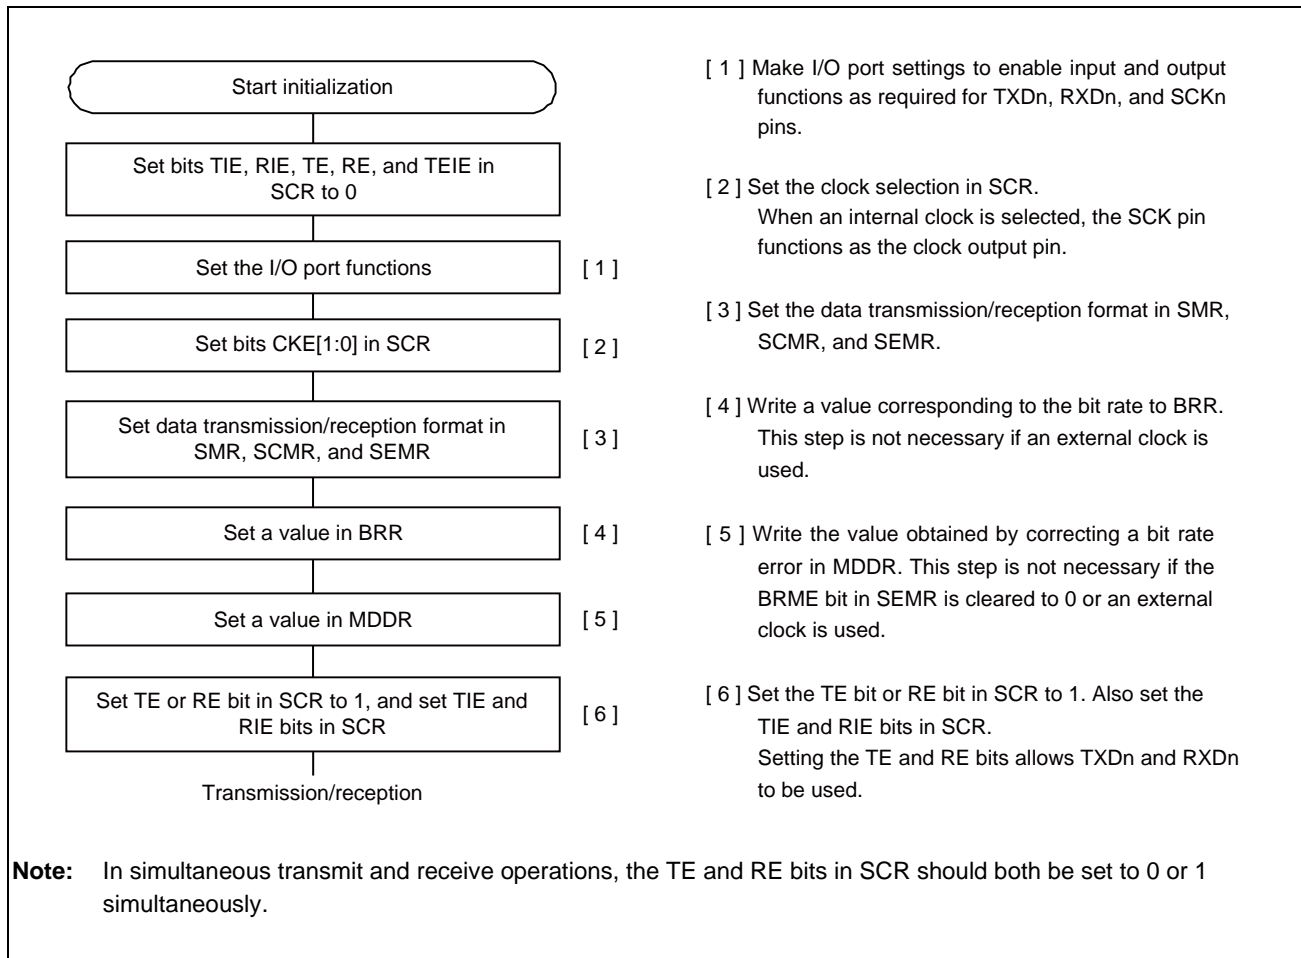 Start initialization
Set bits TIE, RIE, TE, RE, and TEIE in
SCR to 0
Set the I/O port functions
[ 1 ]
Set bits CKE[1:0] in SCR
[ 2 ]
Set data transmission/reception format in
SMR, SCMR, and SEMR
[ 3 ]
Set a value in BRR
[ 4 ]
Set a value in MDDR
[ 5 ]
Set TE or RE bit in SCR to 1, and set TIE and
RIE bits in SCR
[ 6 ]
Transmission/reception
[ 1 ] Make I/O port settings to enable input and output
functions as required for TXDn, RXDn, and SCKn
pins.
[ 2 ] Set the clock selection in SCR.
When an internal clock is selected, the SCK pin
functions as the clock output pin.
[ 3 ] Set the data transmission/reception format in SMR,
SCMR, and SEMR.
[ 4 ] Write a value corresponding to the bit rate to BRR.
This step is not necessary if an external clock is
used.
[ 5 ] Write the value obtained by correcting a bit rate
error in MDDR. This step is not necessary if the
BRME bit in SEMR is cleared to 0 or an external
clock is used.
[ 6 ] Set the TE bit or RE bit in SCR to 1. Also set the
TIE and RIE bits in SCR.
Setting the TE and RE bits allows TXDn and RXDn
to be used.
Note: In simultaneous transmit and receive operations, the TE and RE bits in SCR should both be set to 0 or 1
simultaneously.